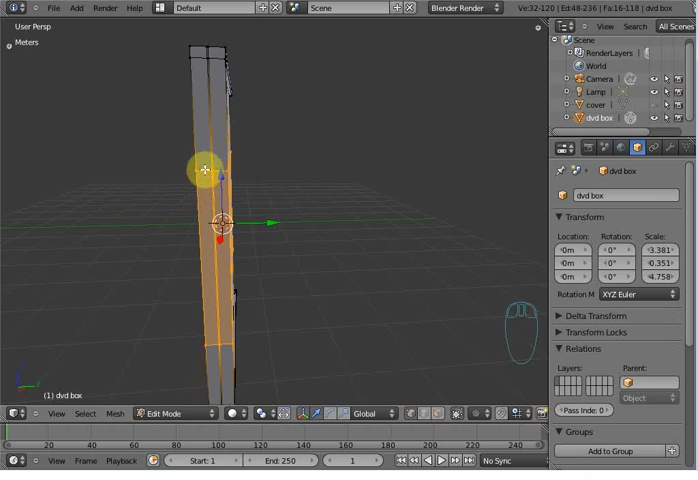 File Add Render Help Default Scene Blender Render Ve:32-120 | Ed:48-236 | Fa:16-118 | dvd box
User Persp
Meters
View Search All Scenes
Scene
RenderLayers |
World
Camera |
Lamp |
cover |
dvd box |
dvd box
dvd box
Transform
Location: Rotation: Scale:
0m 0° 3.381
0m 0° 0.351
0m 0° 4.758
Rotation M XYZ Euler
Delta Transform
Transform Locks
Relations
Layers: Parent:
Object
Pass Inde: 0
Groups
Add to Group
(1) dvd box
View Select Mesh Edit Mode Global
20 40 60 80 100 120 140 160 180 200 220 240
View Frame Playback Start: 1 End: 250 1 No Sync